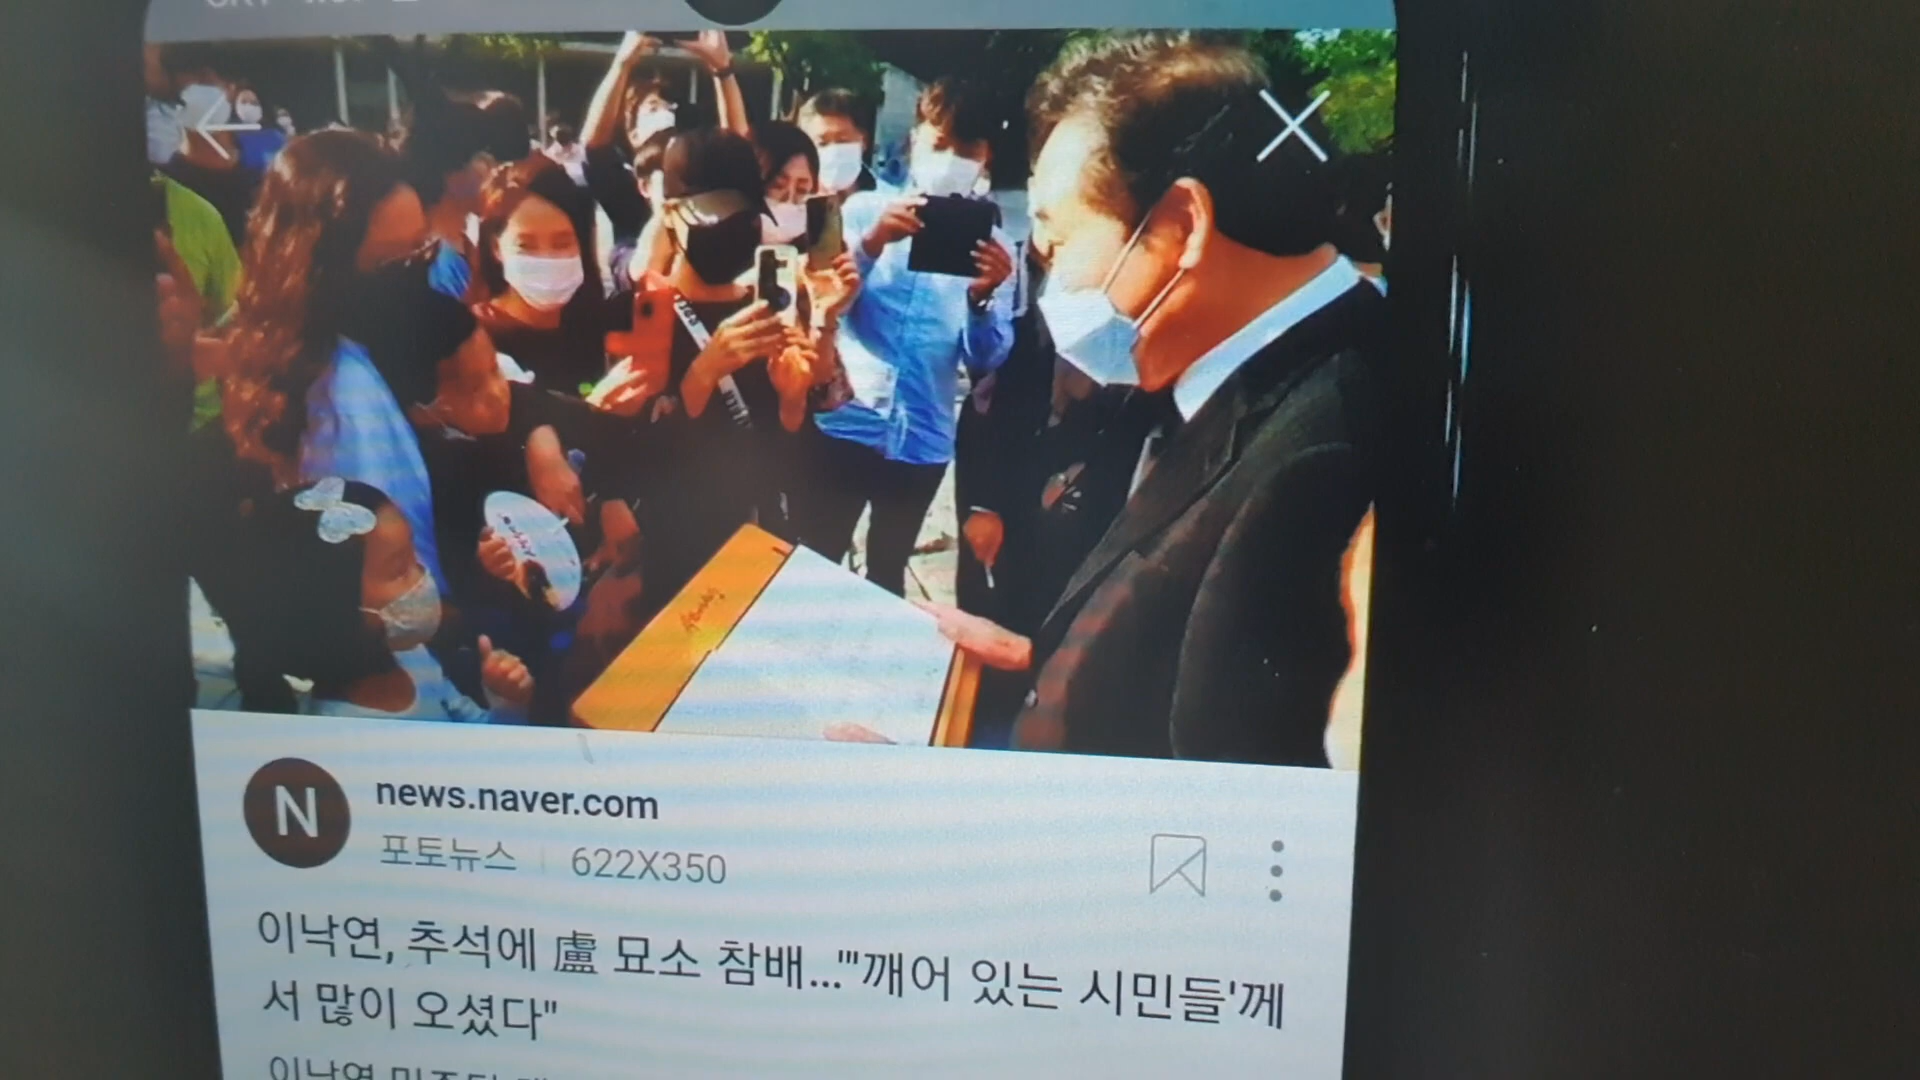 news.naver.com
포토뉴스 | 622X350
이낙연, 추석에 盧 묘소 참배..."'깨어 있는 시민들'께
서 많이 오셨다"